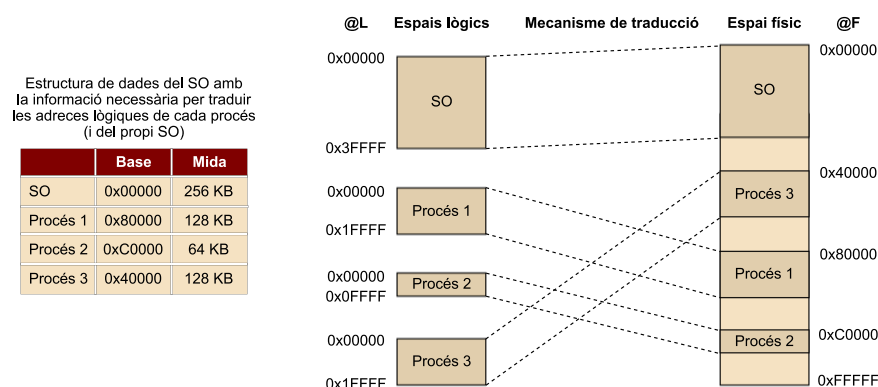 Estructura de dades del SO amb
la informació necessària per traduir
les adreces lògiques de cada procés
(i del propi SO)
Base Mida
SO 0x00000 256 KB
Procés 1 0x80000 128 KB
Procés 2 0xC0000 64 KB
Procés 3 0x40000 128 KB
@L Espais lògics Mecanisme de traducció Espai físic @F
0x00000
SO
0x3FFFF
0x00000
Procés 1
0x1FFFF
0x00000
Procés 2
0x0FFFF
0x00000
Procés 3
0x1FFFF
0x00000
SO
0x40000
Procés 3
0x80000
Procés 1
0xC0000
Procés 2
0xFFFFF